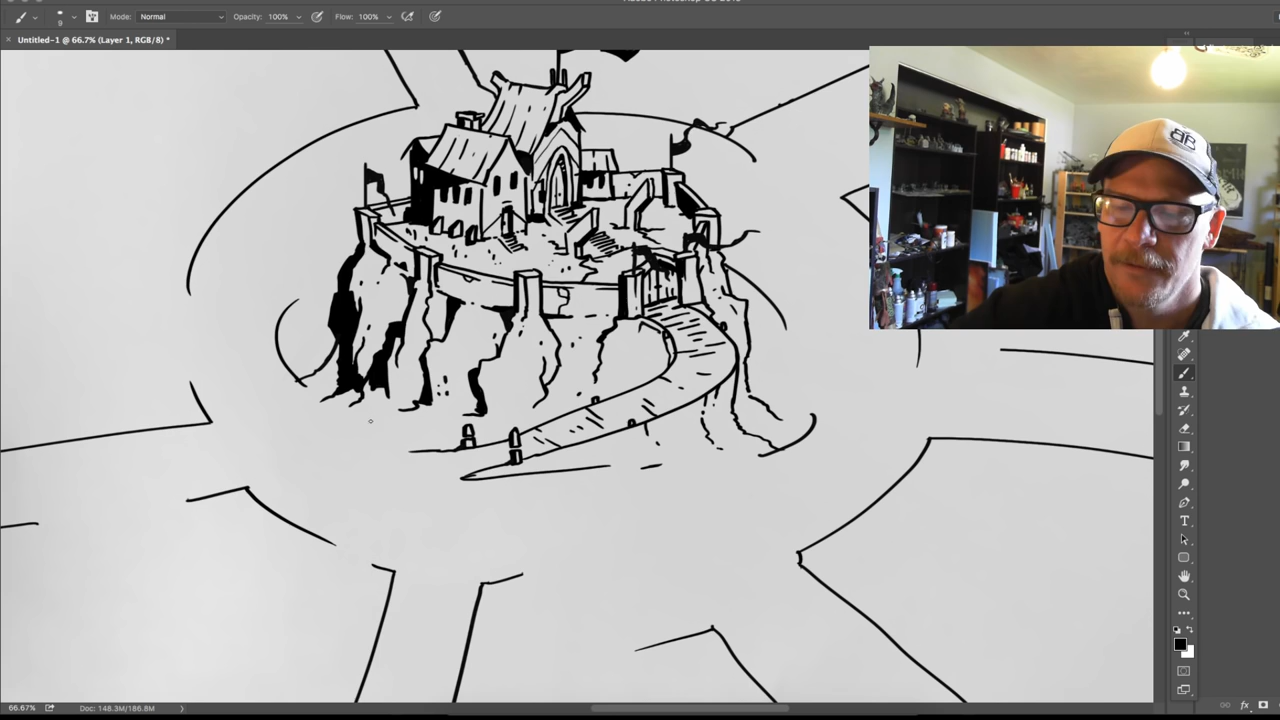 9
Mode: Normal
Opacity: 100%
Flow: 100%
× Untitled-1 @ 66.7% (Layer 1, RGB/8) *
66.67%
Doc: 148.3M/186.8M